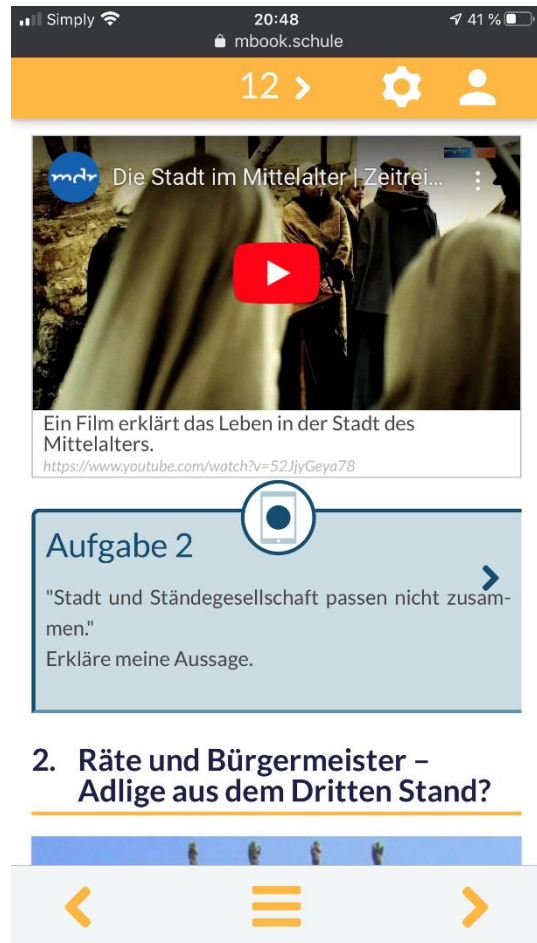 Simply 20:48 41 %
mbook.schule
12
mdr Die Stadt im Mittelalter | Zeitrei...
Ein Film erklärt das Leben in der Stadt des
Mittelalters.
https://www.youtube.com/watch?v=52JjyGeya78
Aufgabe 2
"Stadt und Ständegesellschaft passen nicht zusam-
men."
Erkläre meine Aussage.
2. Räte und Bürgermeister –
Adlige aus dem Dritten Stand?